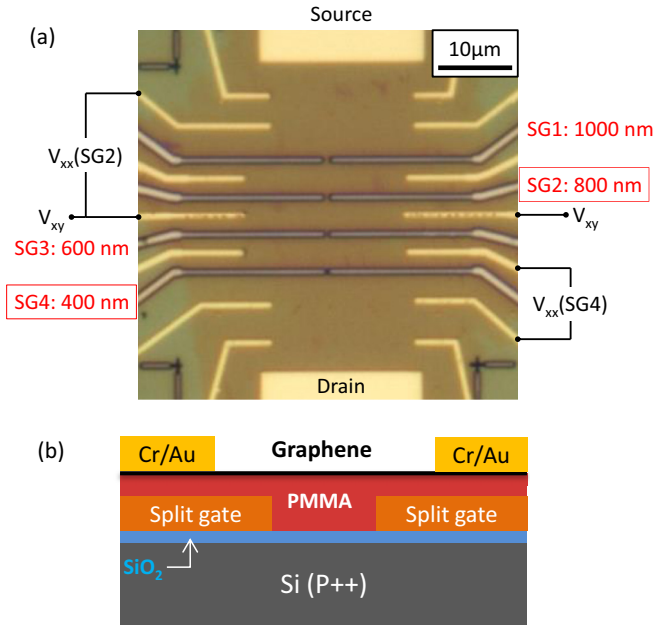 Source
(a)
10μm
SG1: 1000 nm
Vxx(SG2)
SG2: 800 nm
Vxy
Vxy
SG3: 600 nm
SG4: 400 nm
Vxx(SG4)
Drain
(b)
Cr/Au
Graphene
Cr/Au
PMMA
Split gate
Split gate
SiO2
Si (P++)